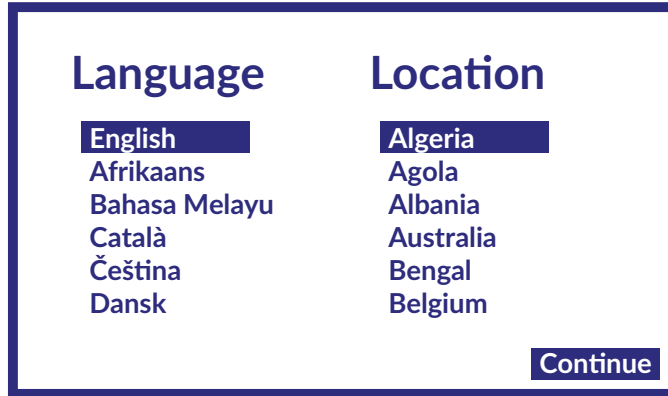 Language
English
Afrikaans
Bahasa Melayu
Català
Čeština
Dansk
Location
Algeria
Agola
Albania
Australia
Bengal
Belgium
Continue